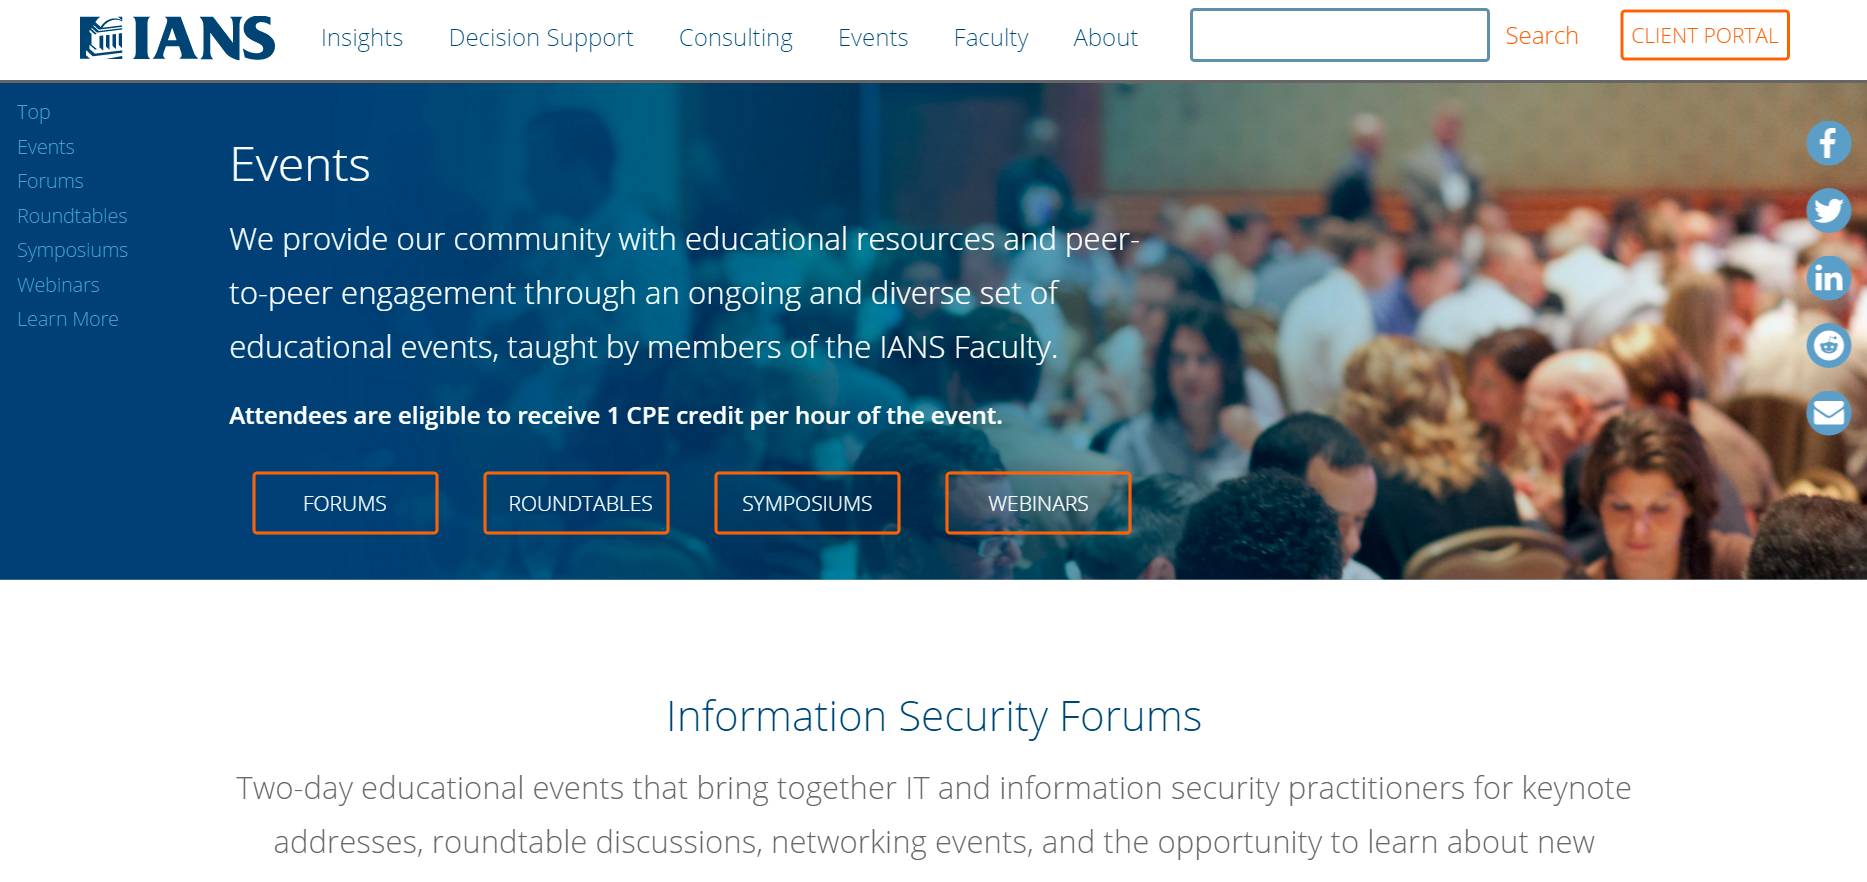 IANS
Insights
Decision Support
Consulting
Events
Faculty
About
Search
CLIENT PORTAL
Top
Events
Forums
Roundtables
Symposiums
Webinars
Learn More
Events
We provide our community with educational resources and peer-
to-peer engagement through an ongoing and diverse set of
educational events, taught by members of the IANS Faculty.
Attendees are eligible to receive 1 CPE credit per hour of the event.
FORUMS
ROUNDTABLES
SYMPOSIUMS
WEBINARS
Information Security Forums
Two-day educational events that bring together IT and information security practitioners for keynote
addresses, roundtable discussions, networking events, and the opportunity to learn about new